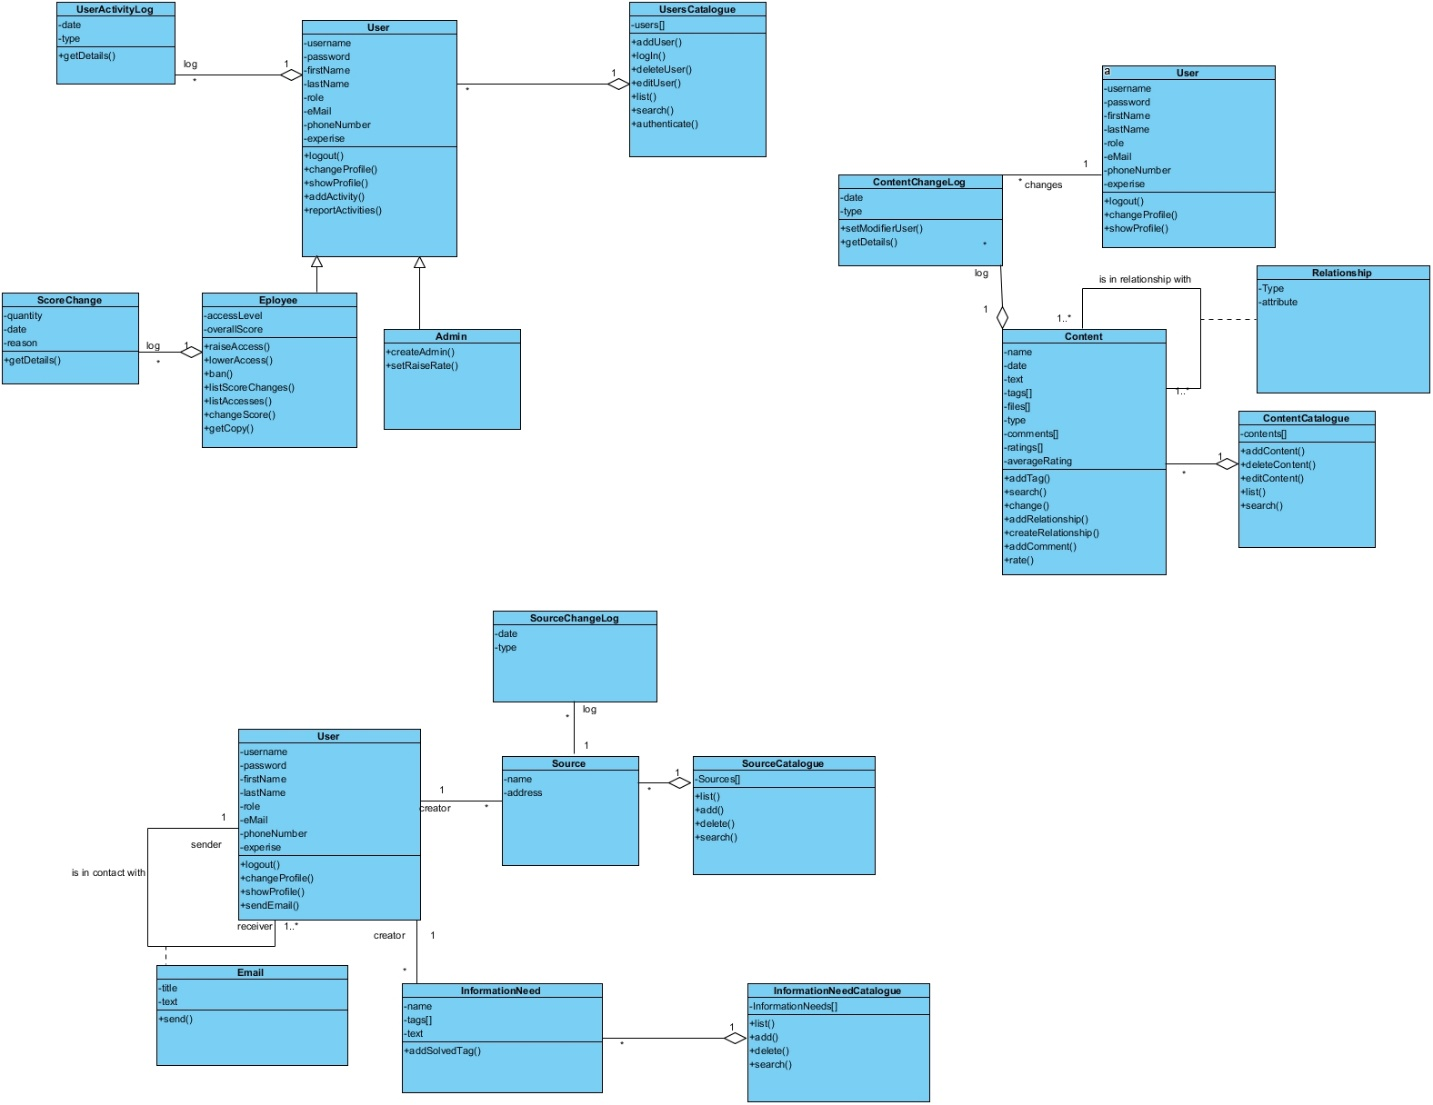 UserActivityLog
-date
-type
+getDetails()
log
*
1
User
-username
-password
-firstName
-lastName
-role
-eMail
-phoneNumber
-experise
+logout()
+changeProfile()
+showProfile()
+addActivity()
+reportActivities()
*
1
UsersCatalogue
-users[]
+addUser()
+logIn()
+deleteUser()
+editUser()
+list()
+search()
+authenticate()
ScoreChange
-quantity
-date
-reason
+getDetails()
log
*
1
Eployee
-accessLevel
-overallScore
+raiseAccess()
+lowerAccess()
+ban()
+listScoreChanges()
+listAccesses()
+changeScore()
+getCopy()
Admin
+createAdmin()
+setRaiseRate()
a
User
-username
-password
-firstName
-lastName
-role
-eMail
-phoneNumber
-experise
+logout()
+changeProfile()
+showProfile()
1
* changes
ContentChangeLog
-date
-type
+setModifierUser()
+getDetails()
*
log
1
is in relationship with
1..*
1..*
Relationship
-Type
-attribute
Content
-name
-date
-text
-tags[]
-files[]
-type
-comments[]
-ratings[]
-averageRating
+addTag()
+search()
+change()
+addRelationship()
+createRelationship()
+addComment()
+rate()
*
1
ContentCatalogue
-contents[]
+addContent()
+deleteContent()
+editContent()
+list()
+search()
SourceChangeLog
-date
-type
*
log
1
User
-username
-password
-firstName
-lastName
-role
-eMail
-phoneNumber
-experise
+logout()
+changeProfile()
+showProfile()
+sendEmail()
1
creator
*
Source
-name
-address
*
1
SourceCatalogue
-Sources[]
+list()
+add()
+delete()
+search()
1
sender
is in contact with
receiver
1..*
Email
-title
-text
+send()
creator
1
*
InformationNeed
-name
-tags[]
-text
+addSolvedTag()
*
1
InformationNeedCatalogue
-InformationNeeds[]
+list()
+add()
+delete()
+search()